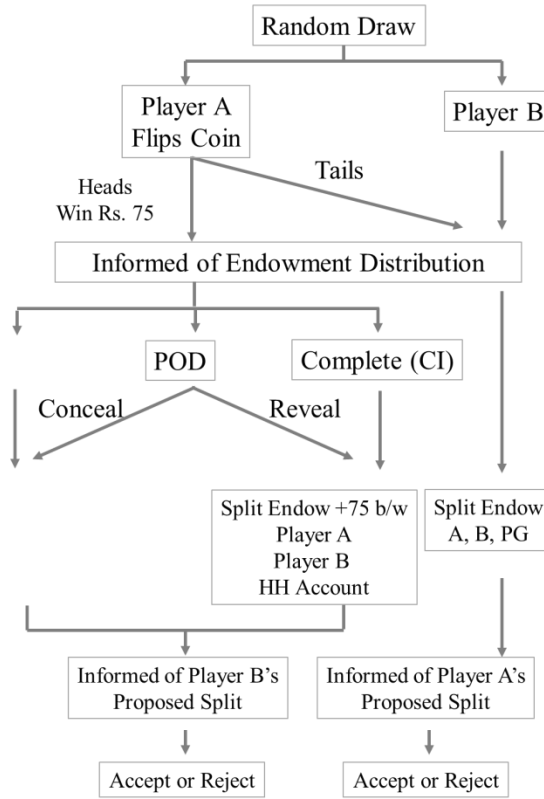 Random Draw
Player A
Flips Coin
Player B
Heads
Win Rs. 75
Tails
Informed of Endowment Distribution
POD
Complete (CI)
Conceal
Reveal
Split Endow +75 b/w
Player A
Player B
HH Account
Split Endow
A, B, PG
Informed of Player B's
Proposed Split
Informed of Player A's
Proposed Split
Accept or Reject
Accept or Reject